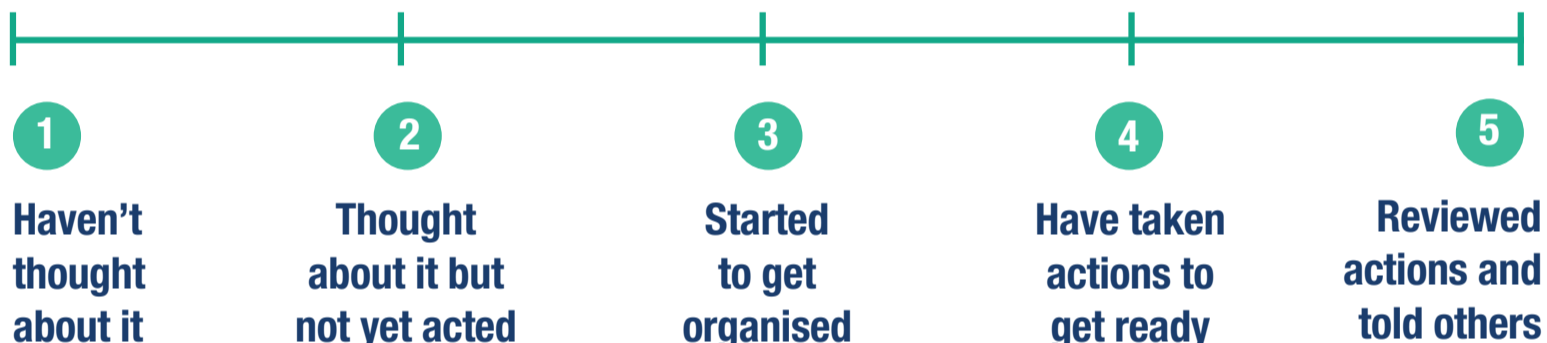 1
Haven't
thought
about it
2
Thought
about it but
not yet acted
3
Started
to get
organised
4
Have taken
actions to
get ready
5
Reviewed
actions and
told others